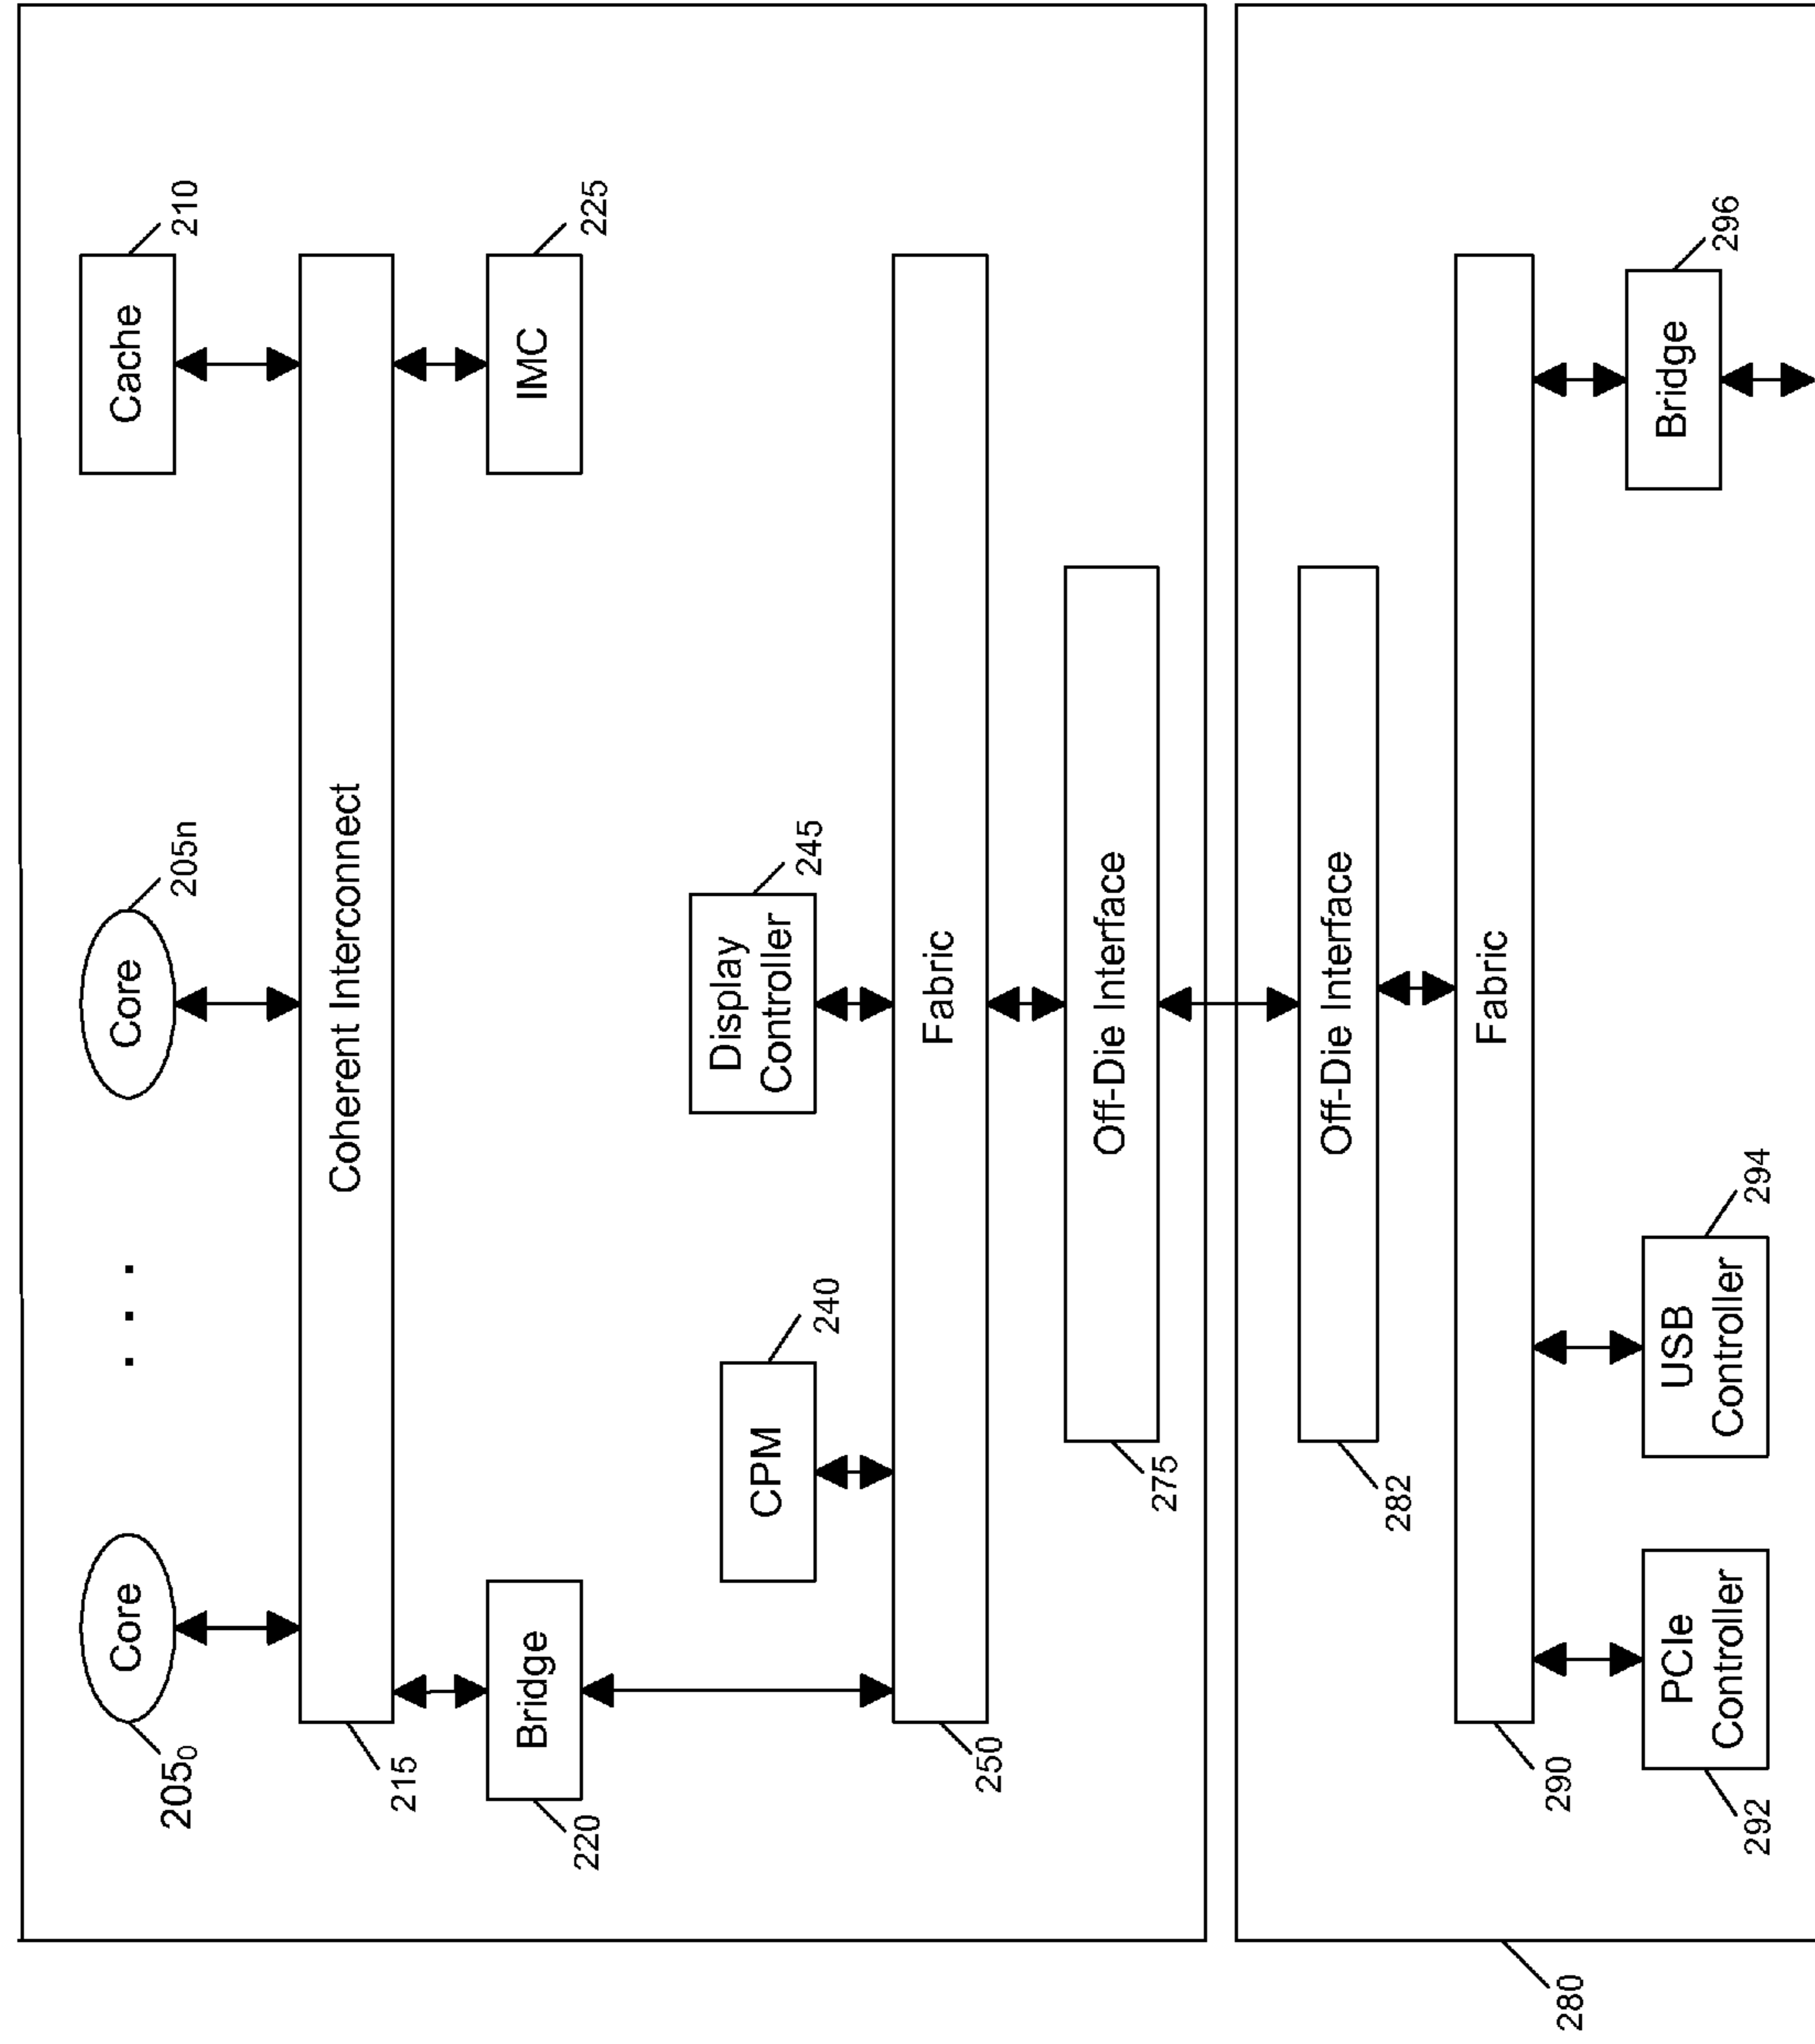 Core
Core
Cache
205₀
205n
210
. . .
Coherent Interconnect
215
Bridge
220
IMC
225
CPM
240
Display
Controller
245
Fabric
250
Off-Die Interface
275
Off-Die Interface
282
Fabric
290
PCIe
Controller
292
USB
Controller
294
Bridge
296
280